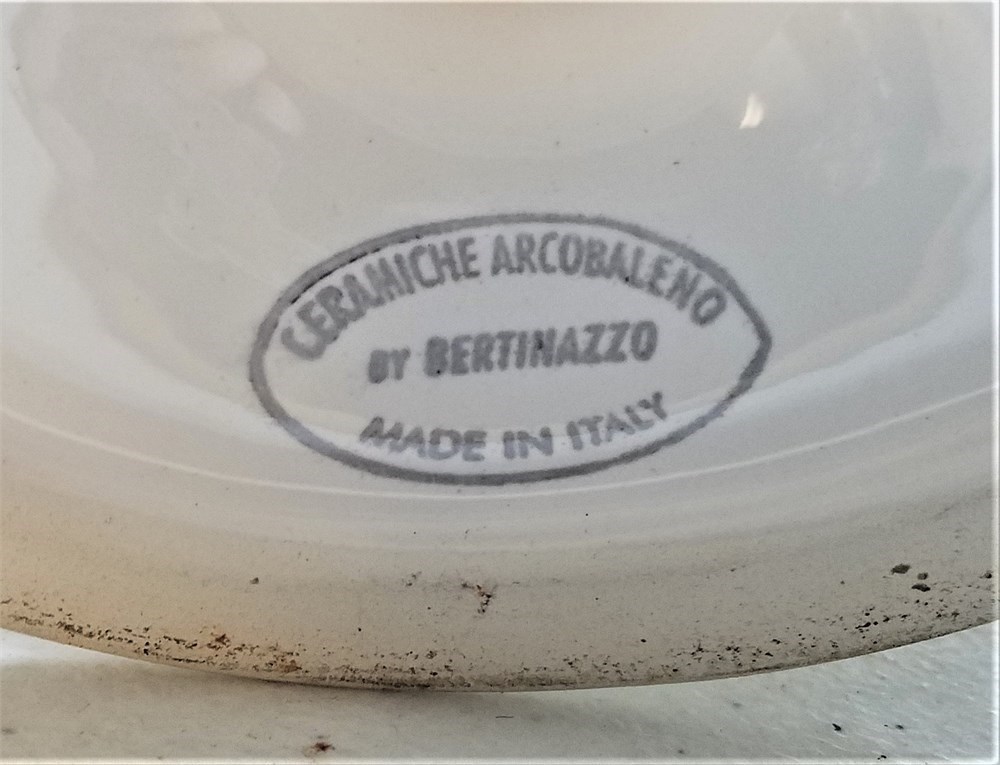 CERAMICHE ARCOBALENO
BY BERTINAZZO
MADE IN ITALY